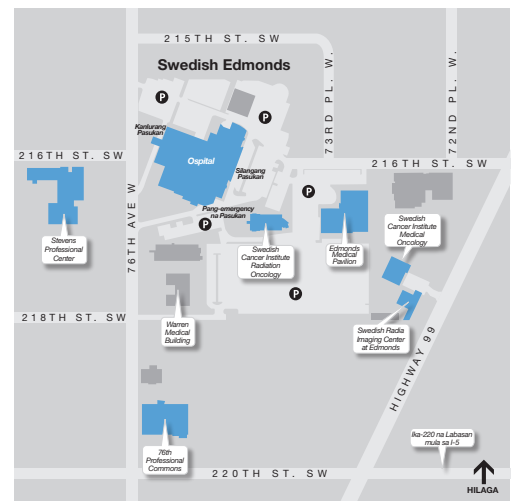 215TH ST. SW
Swedish Edmonds
73RD PL. W.
72ND PL. W.
P
P
Kanlurang
Pasukan
Ospital
216TH ST. SW
216TH ST. SW
Silangang
Pasukan
P
76TH AVE W
Pang-emergency
na Pasukan
P
Stevens
Professional
Center
Swedish
Cancer Institute
Radiation
Oncology
Edmonds
Medical
Pavilion
Swedish
Cancer Institute
Medical
Oncology
P
218TH ST. SW
Warren
Medical
Building
Swedish Radia
Imaging Center
at Edmonds
HIGHWAY 99
76th
Professional
Commons
220TH ST. SW
Ika-220 na Labasan
mula sa I-5
HILAGA